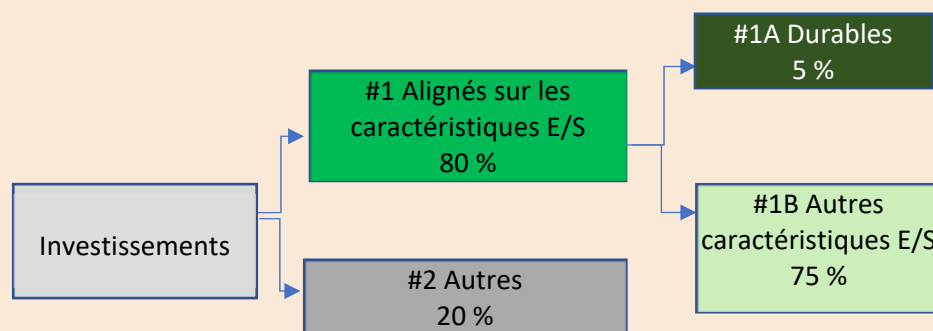 #1A Durables
5 %
#1 Alignés sur les
caractéristiques E/S
80 %
#1B Autres
caractéristiques E/S
75 %
Investissements
#2 Autres
20 %